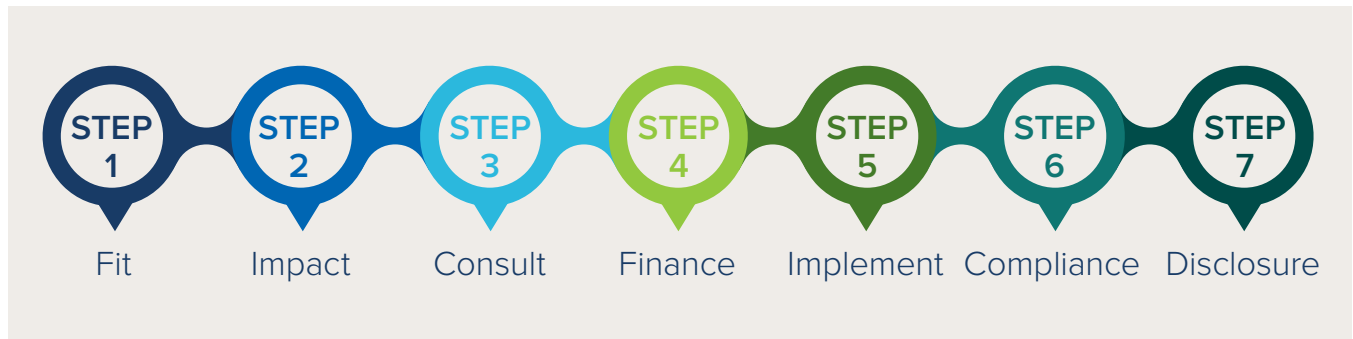 STEP
1
STEP
2
STEP
3
STEP
4
STEP
5
STEP
6
STEP
7
Fit
Impact
Consult
Finance
Implement
Compliance
Disclosure